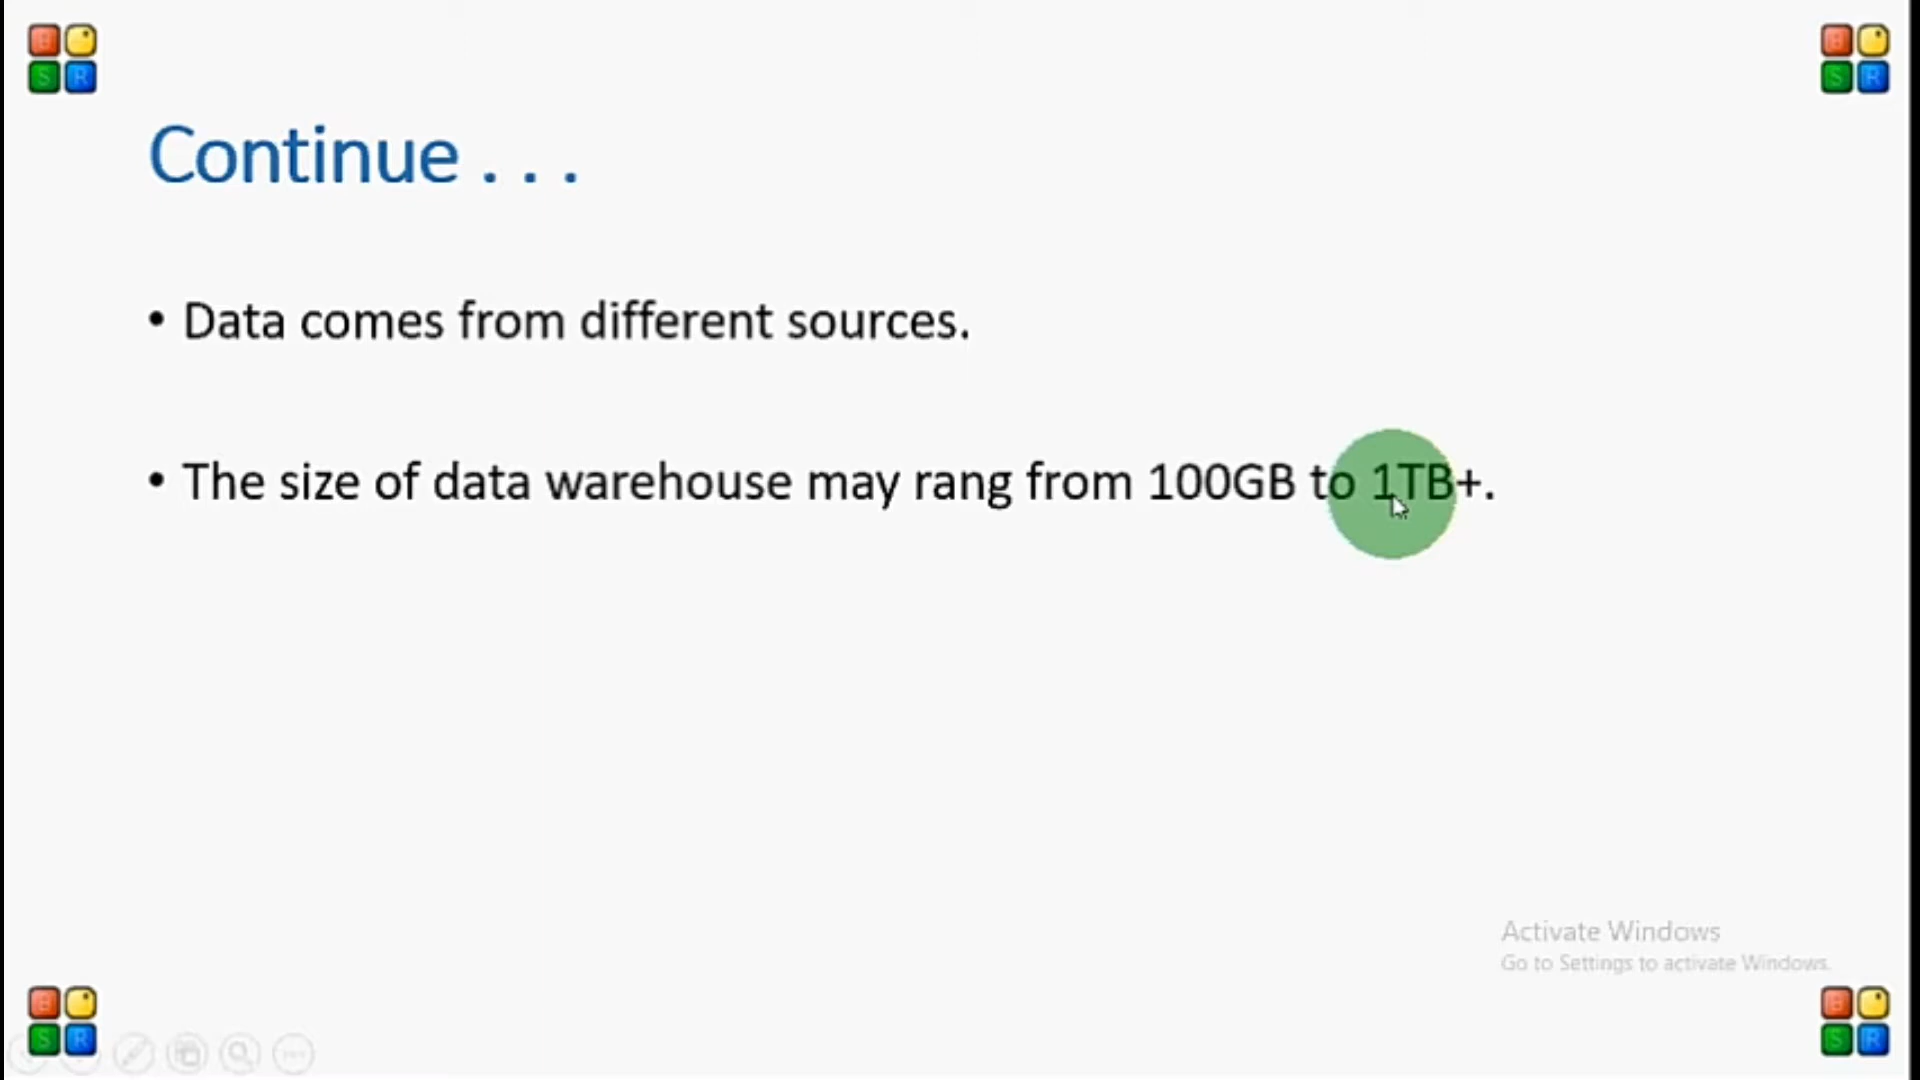 Continue . . .
• Data comes from different sources.
• The size of data warehouse may rang from 100GB to 1TB+.
Activate Windows
Go to Settings to activate Windows.